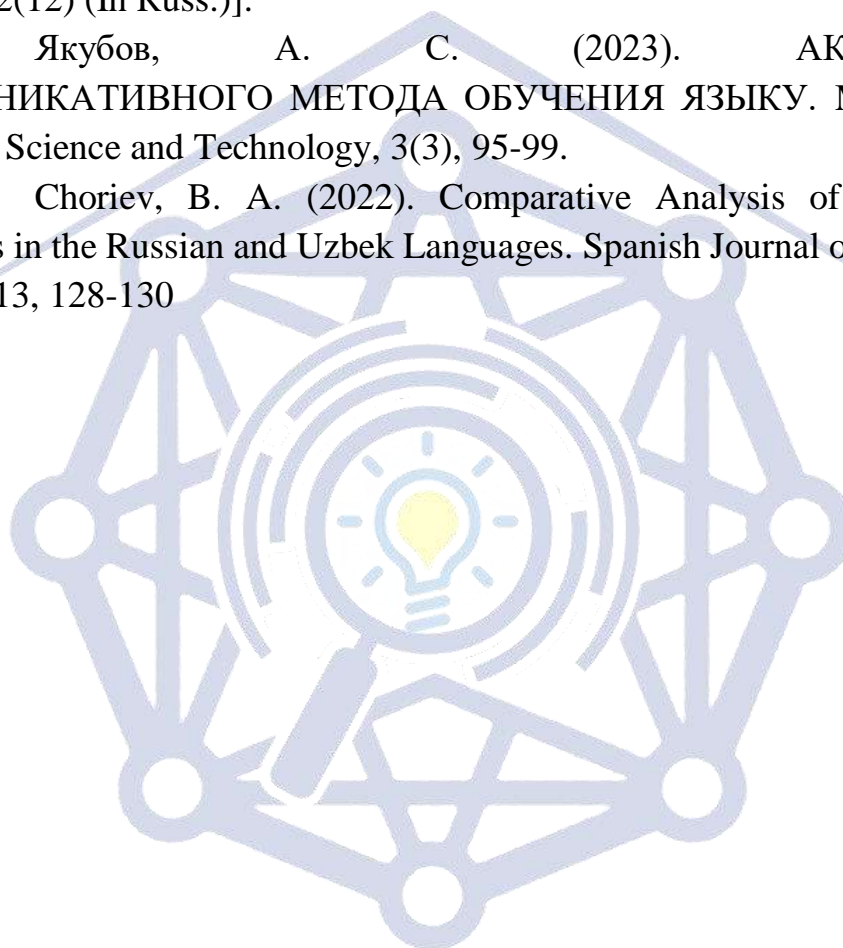 2(12) (In Russ.)].
Якубов, А. С. (2023). АК
НИКАТИВНОГО МЕТОДА ОБУЧЕНИЯ ЯЗЫКУ.
Science and Technology, 3(3), 95-99.
Choriev, B. A. (2022). Comparative Analysis of
s in the Russian and Uzbek Languages. Spanish Journal o
13, 128-130